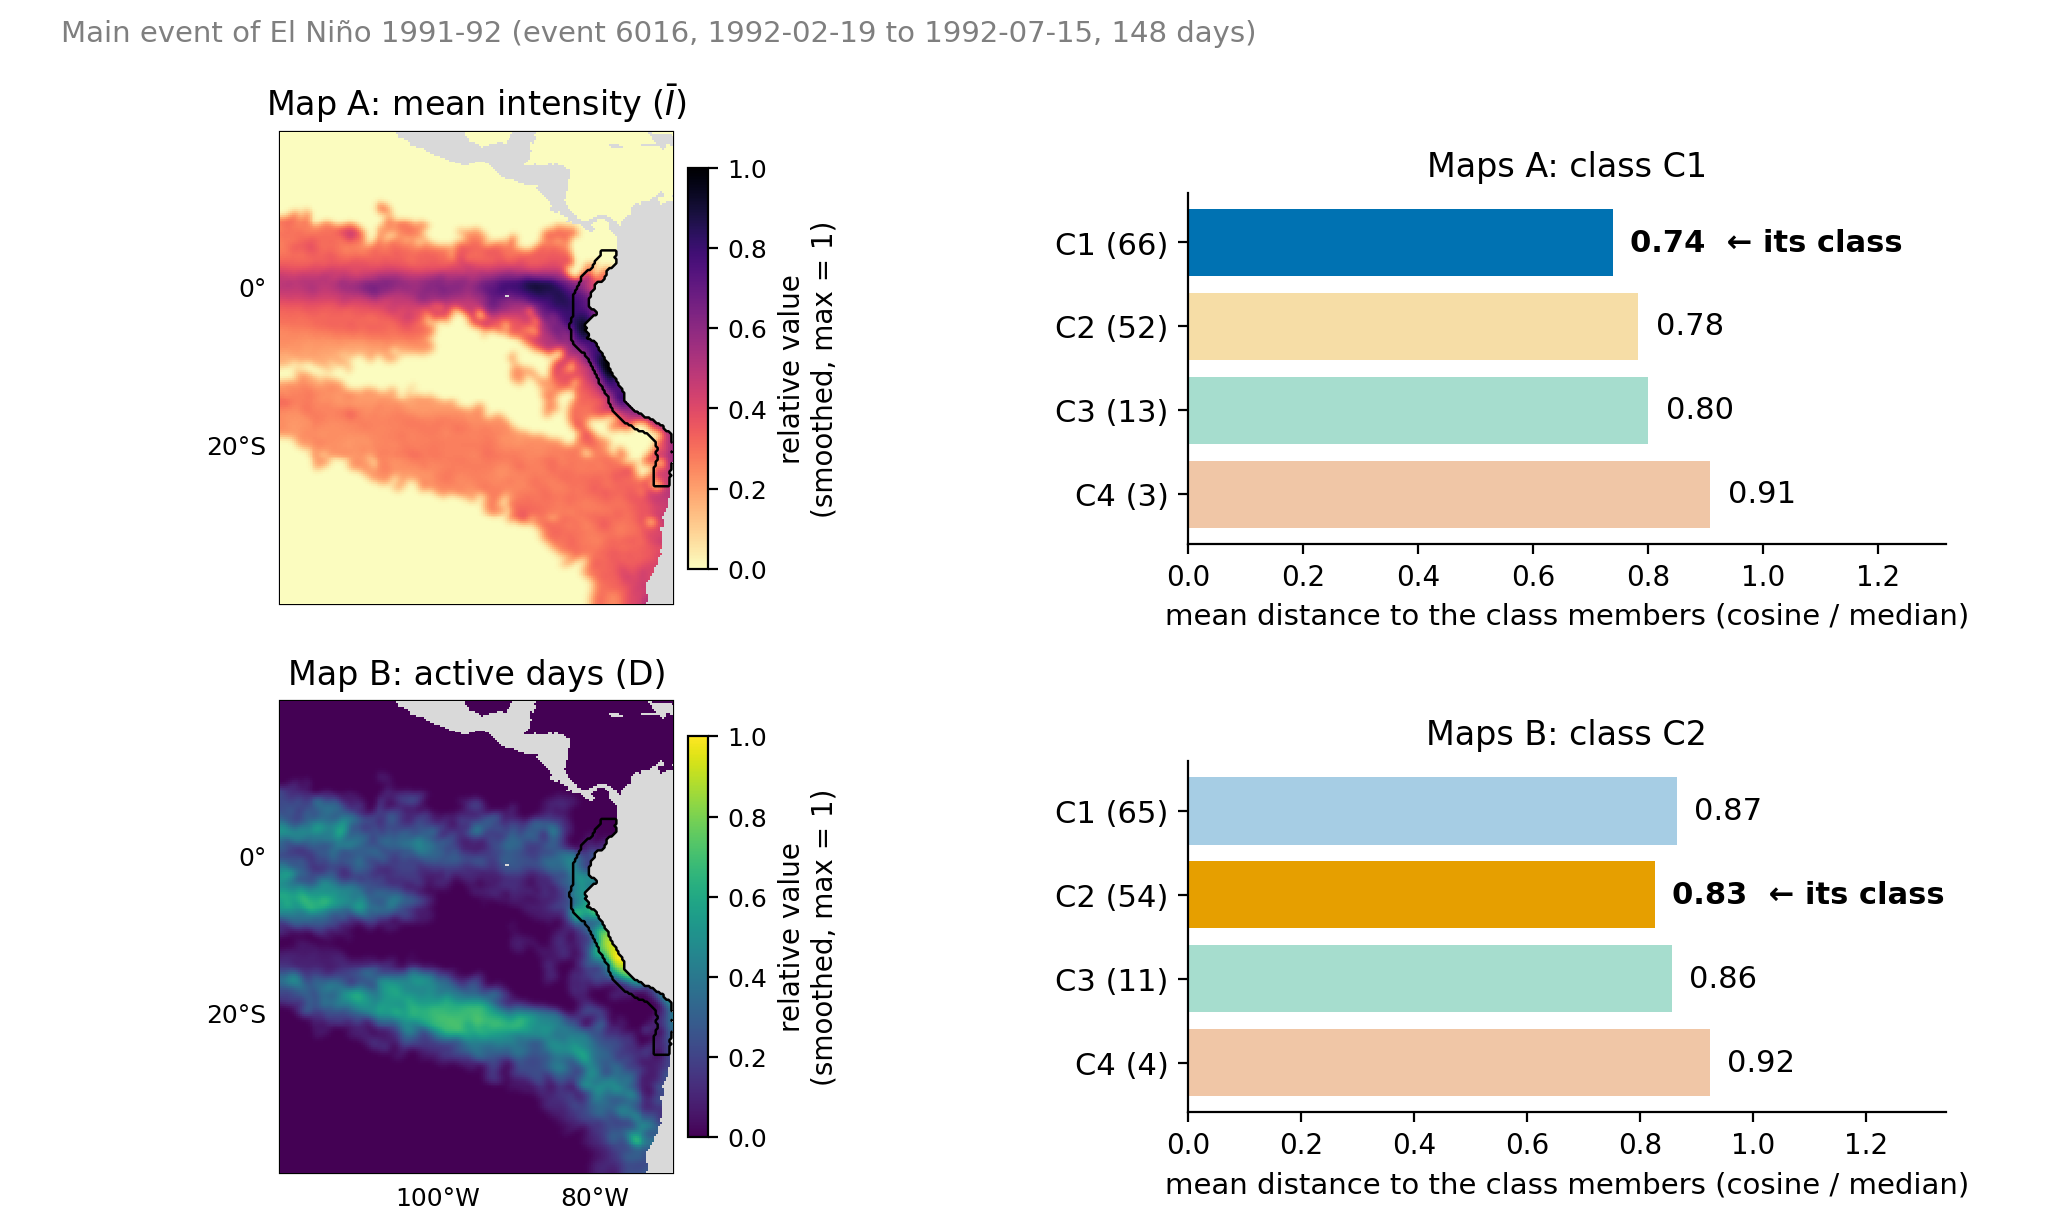 Main event of El Niño 1991-92 (event 6016, 1992-02-19 to 1992-07-15, 148 days)
Map A: mean intensity (Ī)
0°
20°S
1.0
0.8
0.6
0.4
0.2
0.0
relative value
(smoothed, max = 1)
Maps A: class C1
C1 (66)
0.74 ← its class
C2 (52)
0.78
C3 (13)
0.80
C4 (3)
0.91
0.0 0.2 0.4 0.6 0.8 1.0 1.2
mean distance to the class members (cosine / median)
Map B: active days (D)
0°
20°S
100°W 80°W
1.0
0.8
0.6
0.4
0.2
0.0
relative value
(smoothed, max = 1)
Maps B: class C2
C1 (65)
0.87
C2 (54)
0.83 ← its class
C3 (11)
0.86
C4 (4)
0.92
0.0 0.2 0.4 0.6 0.8 1.0 1.2
mean distance to the class members (cosine / median)